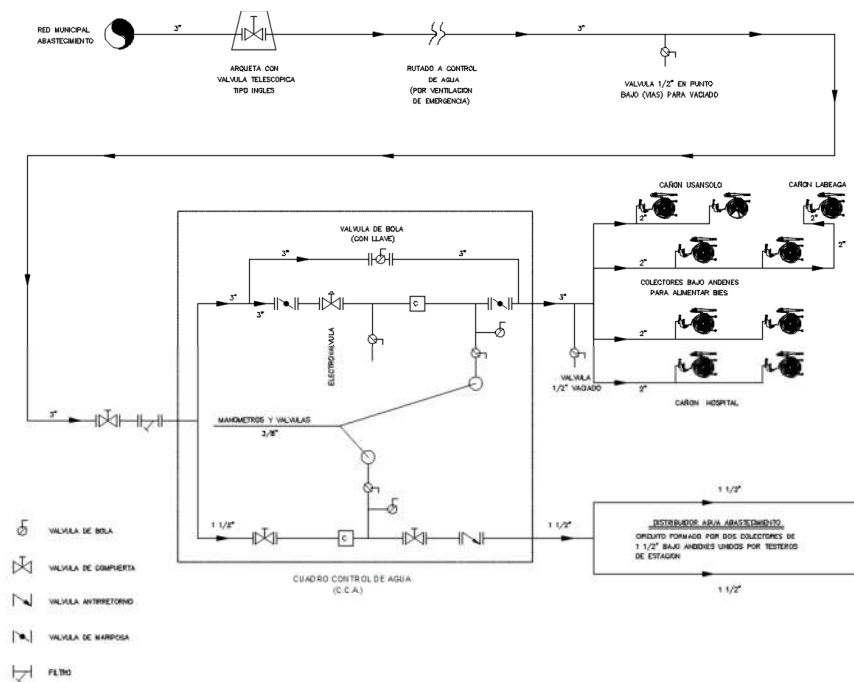 RED MUNICIPAL
ABASTECIMIENTO
3"
ARQUETA CON
VALVULA TELESCOPICA
TIPO INGLES
RUTADO A CONTROL
DE AGUA
(POR VENTILACION
DE EMERGENCIA)
3"
VALVULA 1/2" EN PUNTO
BAJO (VIAS) PARA VACIADO
CAÑON USANSOLO
CAÑON LABEAGA
2"
2"
2"
2"
2"
COLECTORES BAJO ANDENES
PARA ALIMENTAR BIES
2"
2"
CAÑON HOSPITAL
VALVULA DE BOLA
(CON LLAVE)
3"
3"
3"
3"
C
3"
ELECTROVALVULA
VALVULA
1/2" VACIADO
3"
MANOMETROS Y VALVULAS
3/8"
1 1/2"
C
1 1/2"
1 1/2"
DISTRIBUIDOR AGUA ABASTECIMIENTO
CIRCUITO FORMADO POR DOS COLECTORES DE
1 1/2" BAJO ANDENES UNIDOS POR TESTEROS
DE ESTACION
1 1/2"
CUADRO CONTROL DE AGUA
(C.C.A.)
VALVULA DE BOLA
VALVULA DE COMPUERTA
VALVULA ANTIRRETORNO
VALVULA DE MARIPOSA
FILTRO